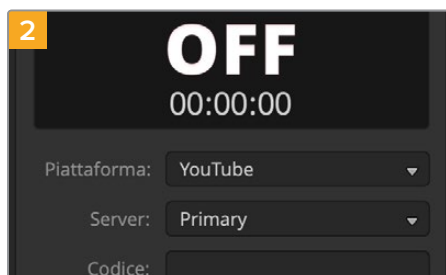 2
OFF
00:00:00
Piattaforma: YouTube
Server: Primary
Codice: